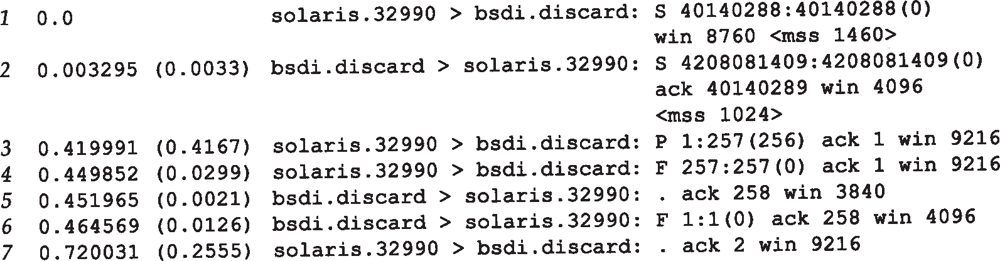 1 0.0 solaris.32990 > bsdi.discard: S 40140288:40140288(0)
win 8760 <mss 1460>
2 0.003295 (0.0033) bsdi.discard > solaris.32990: S 4208081409:4208081409(0)
ack 40140289 win 4096
<mss 1024>
3 0.419991 (0.4167) solaris.32990 > bsdi.discard: P 1:257(256) ack 1 win 9216
4 0.449852 (0.0299) solaris.32990 > bsdi.discard: F 257:257(0) ack 1 win 9216
5 0.451965 (0.0021) bsdi.discard > solaris.32990: . ack 258 win 3840
6 0.464569 (0.0126) bsdi.discard > solaris.32990: F 1:1(0) ack 258 win 4096
7 0.720031 (0.2555) solaris.32990 > bsdi.discard: . ack 2 win 9216